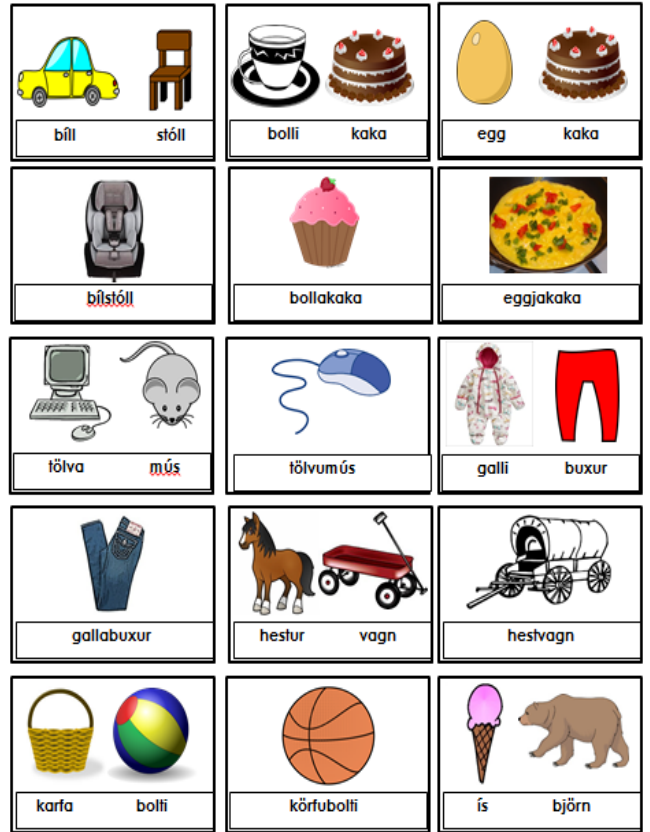 bíll stóll
bolli kaka
egg kaka
bílstóll
bollakaka
eggjakaka
tölva mús
tölvumús
galli buxur
gallabuxur
hestur vagn
hestvagn
karfa bolti
körfubolti
ís björn